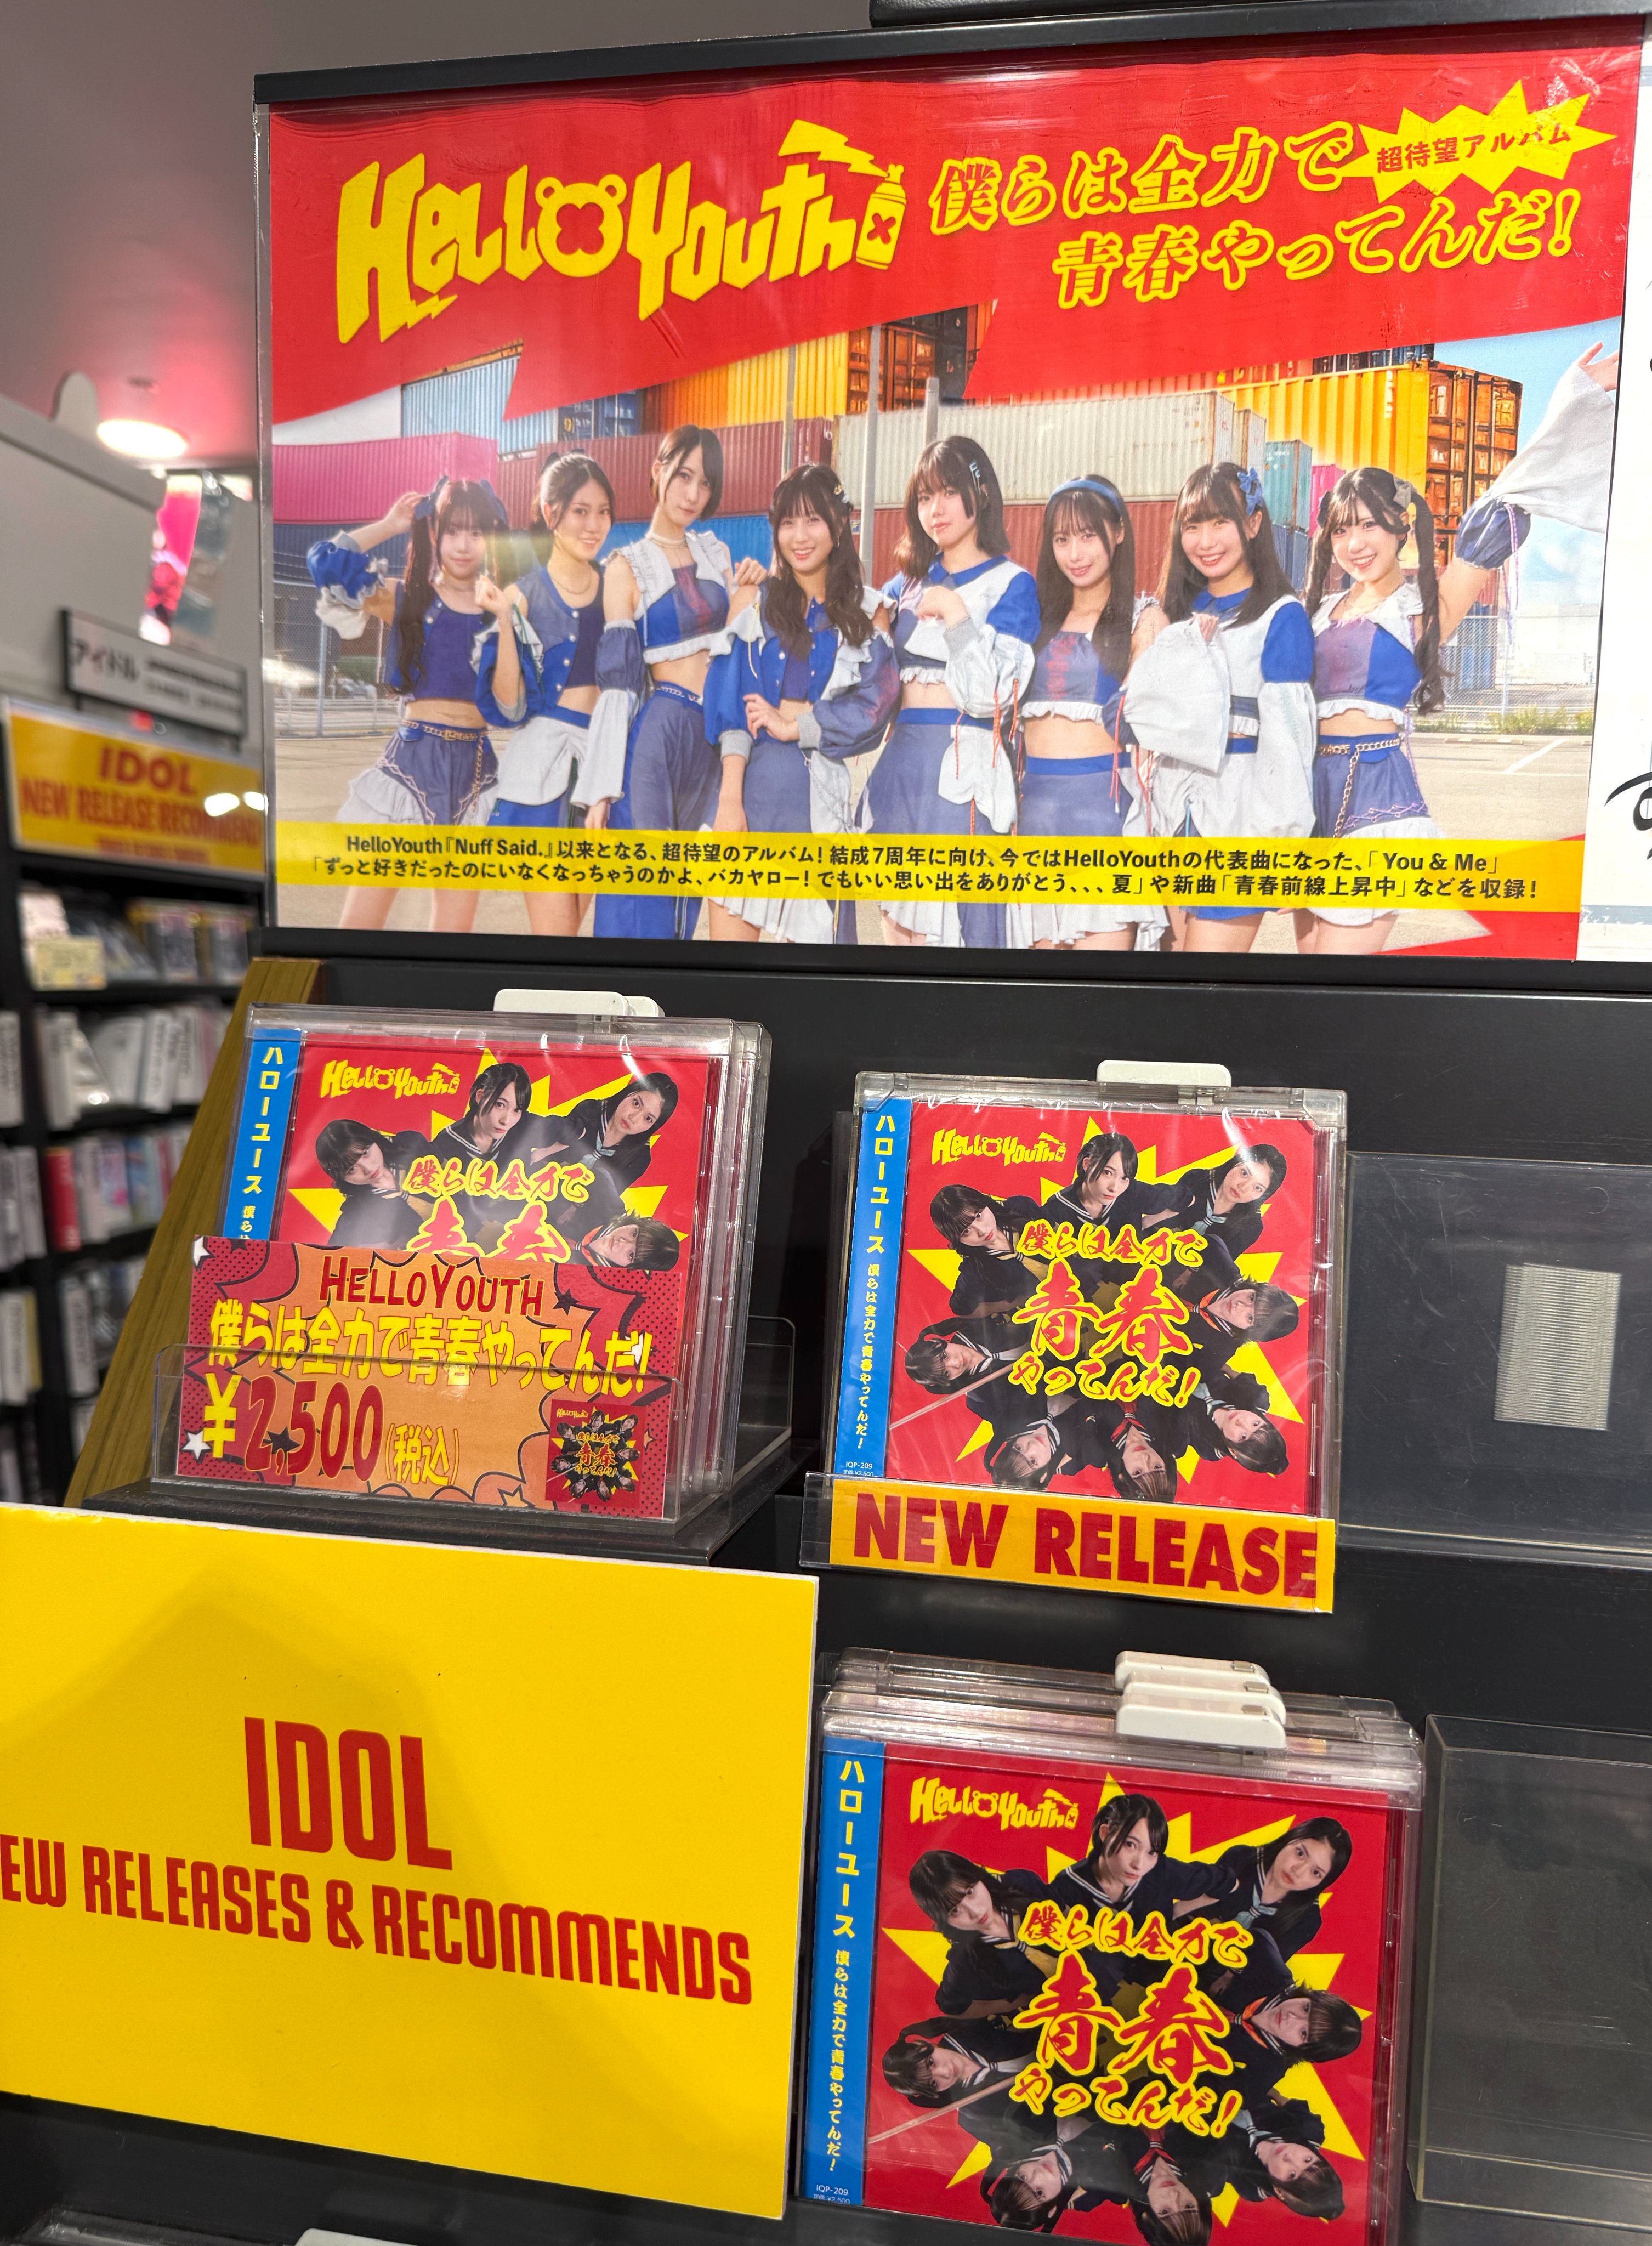 HelloYouth
僕らは全力で
超待望アルバム
青春やってんだ!
アイドル
IDOL
NEW RELEASE RECOMMEND
HelloYouth『Nuff Said.』以来となる、超待望のアルバム!結成7周年に向け、今ではHelloYouthの代表曲になった、「You & Me」
「ずっと好きだったのにいなくなっちゃうのかよ、バカヤロー!でもいい思い出をありがとう、、、夏」や新曲「青春前線上昇中」などを収録!
ハローユース 僕ら
HelloYouth
僕らは全力で
青春
HELLOYOUTH
僕らは全力で青春やってんだ!
¥2,500(税込)
ハローユース 僕らは全力で青春やってんだ!
IQP-209
定価 ¥2,500
HelloYouth
僕らは全力で
青春
やってんだ!
NEW RELEASE
IDOL
EW RELEASES & RECOMMENDS
ハローユース 僕らは全力で青春やってんだ!
IQP-209
定価 ¥2,500
HelloYouth
僕らは全力で
青春
やってんだ!